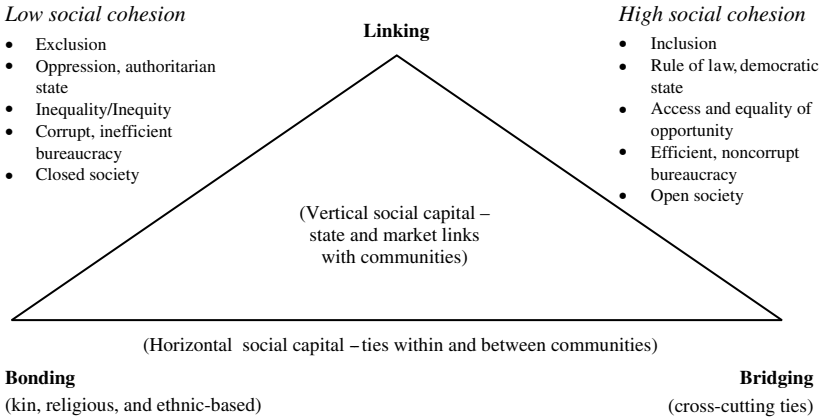 Low social cohesion
• Exclusion
• Oppression, authoritarian
state
• Inequality/Inequity
• Corrupt, inefficient
bureaucracy
• Closed society
Linking
High social cohesion
• Inclusion
• Rule of law, democratic
state
• Access and equality of
opportunity
• Efficient, noncorrupt
bureaucracy
• Open society
(Vertical social capital –
state and market links
with communities)
(Horizontal social capital – ties within and between communities)
Bonding
(kin, religious, and ethnic-based)
Bridging
(cross-cutting ties)